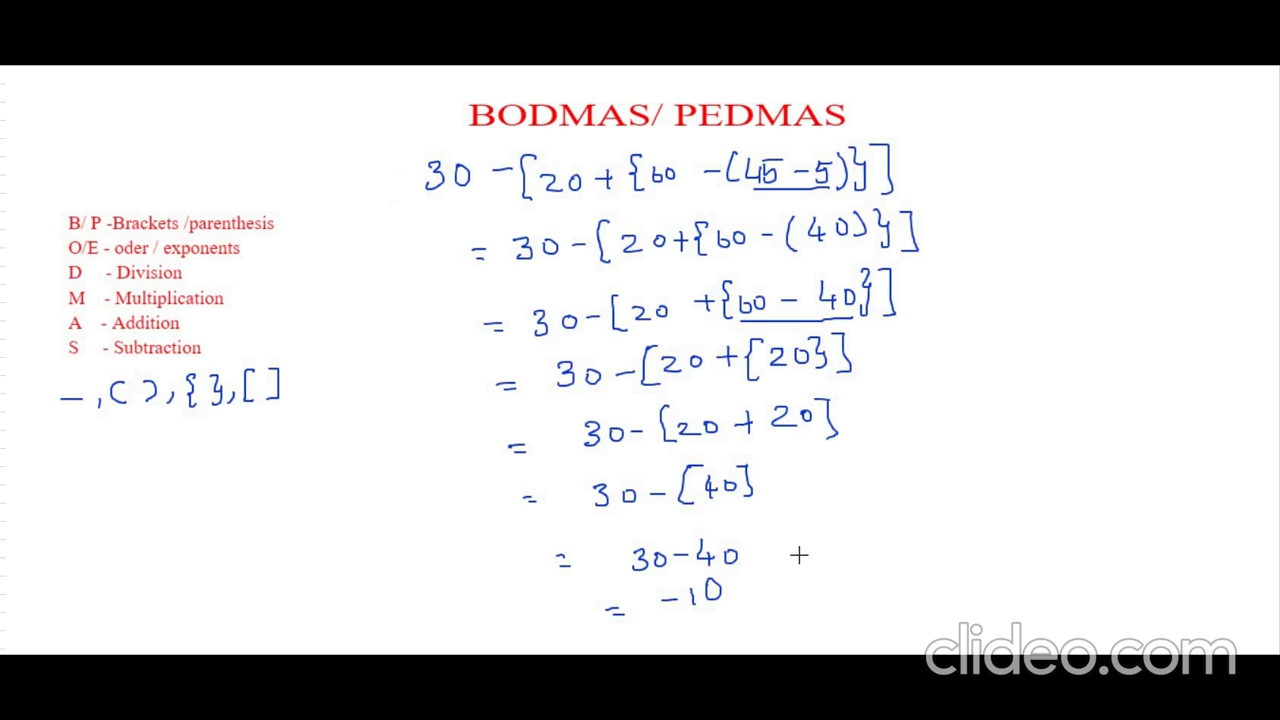 BODMAS/ PEDMAS
30 -[20+{60 -(45-5)}]
= 30-[20+{60-(40)}]
= 30-[20 +{60- 40}]
= 30-[20+{20}]
= 30-[20+20]
= 30-[40]
= 30-40
= -10
B/ P -Brackets /parenthesis
O/E - oder / exponents
D - Division
M - Multiplication
A - Addition
S - Subtraction
-,( ),{ },[ ]
clideo.com